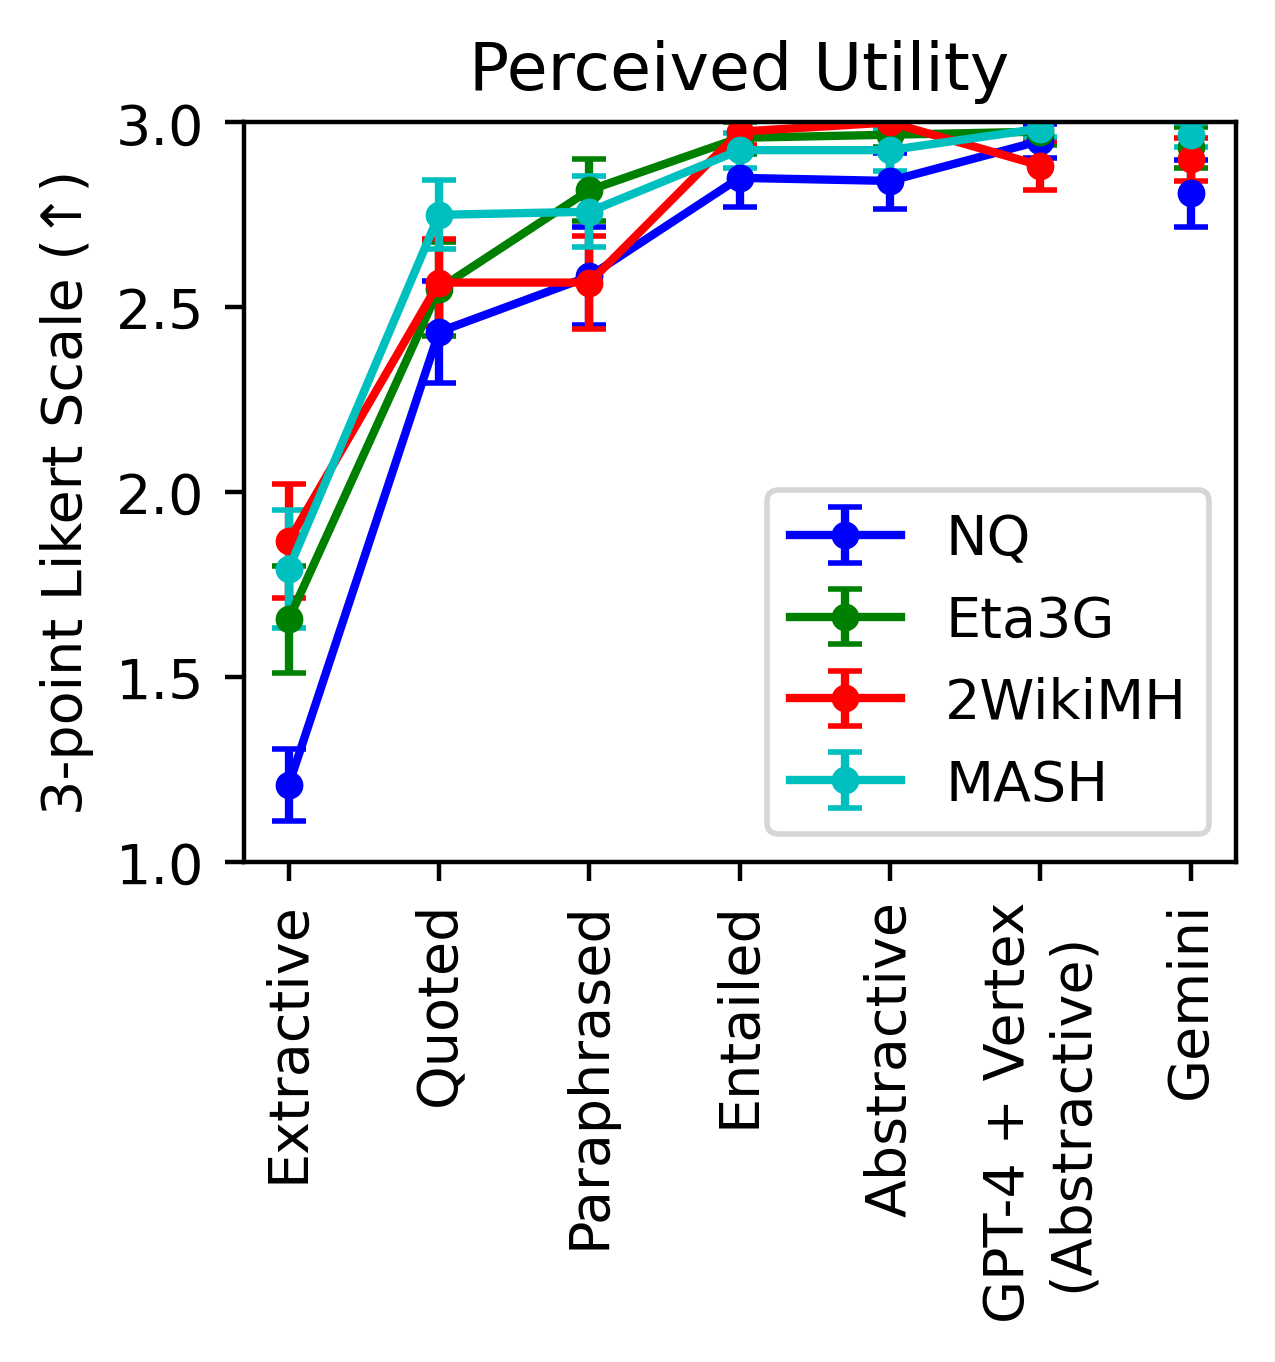 Perceived Utility
3-point Likert Scale (↑)
3.0
2.5
2.0
1.5
1.0
NQ
Eta3G
2WikiMH
MASH
Extractive
Quoted
Paraphrased
Entailed
Abstractive
GPT-4 + Vertex
(Abstractive)
Gemini